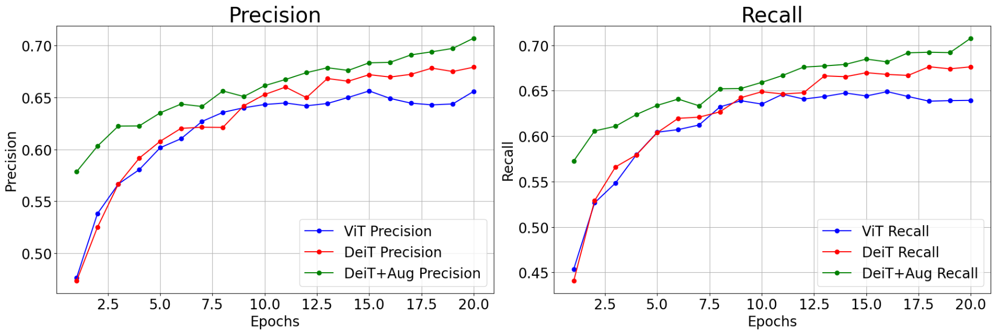 Precision
0.70
0.65
0.60
0.55
0.50
Precision
2.5 5.0 7.5 10.0 12.5 15.0 17.5 20.0
Epochs
ViT Precision
DeiT Precision
DeiT+Aug Precision
Recall
0.70
0.65
0.60
0.55
0.50
0.45
Recall
2.5 5.0 7.5 10.0 12.5 15.0 17.5 20.0
Epochs
ViT Recall
DeiT Recall
DeiT+Aug Recall